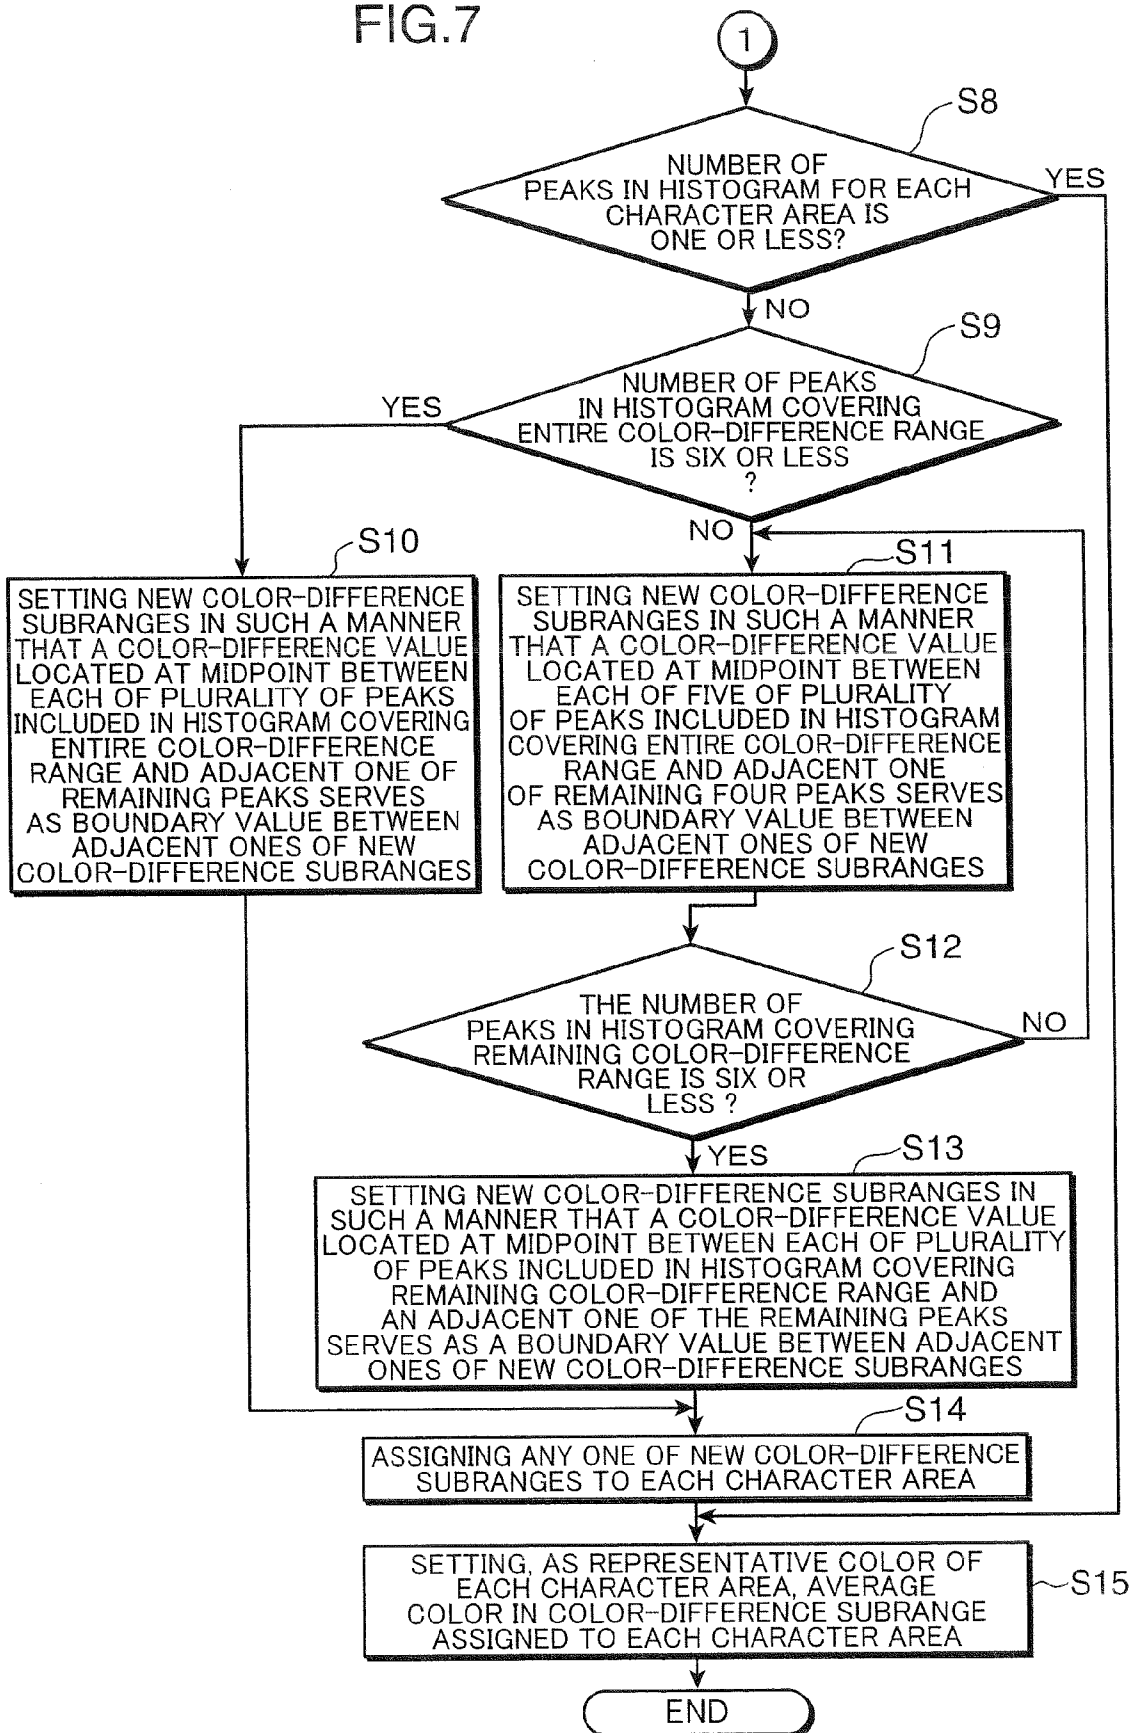 FIG.7
1
S8
NUMBER OF
PEAKS IN HISTOGRAM FOR EACH
CHARACTER AREA IS
ONE OR LESS?
YES
NO
S9
NUMBER OF PEAKS
IN HISTOGRAM COVERING
ENTIRE COLOR-DIFFERENCE RANGE
IS SIX OR LESS
?
YES
NO
S10
SETTING NEW COLOR-DIFFERENCE
SUBRANGES IN SUCH A MANNER
THAT A COLOR-DIFFERENCE VALUE
LOCATED AT MIDPOINT BETWEEN
EACH OF PLURALITY OF PEAKS
INCLUDED IN HISTOGRAM COVERING
ENTIRE COLOR-DIFFERENCE
RANGE AND ADJACENT ONE OF
REMAINING PEAKS SERVES
AS BOUNDARY VALUE BETWEEN
ADJACENT ONES OF NEW
COLOR-DIFFERENCE SUBRANGES
S11
SETTING NEW COLOR-DIFFERENCE
SUBRANGES IN SUCH A MANNER
THAT A COLOR-DIFFERENCE VALUE
LOCATED AT MIDPOINT BETWEEN
EACH OF FIVE OF PLURALITY
OF PEAKS INCLUDED IN HISTOGRAM
COVERING ENTIRE COLOR-DIFFERENCE
RANGE AND ADJACENT ONE
OF REMAINING FOUR PEAKS SERVES
AS BOUNDARY VALUE BETWEEN
ADJACENT ONES OF NEW
COLOR-DIFFERENCE SUBRANGES
S12
THE NUMBER OF
PEAKS IN HISTOGRAM COVERING
REMAINING COLOR-DIFFERENCE
RANGE IS SIX OR
LESS ?
NO
YES
S13
SETTING NEW COLOR-DIFFERENCE SUBRANGES IN
SUCH A MANNER THAT A COLOR-DIFFERENCE VALUE
LOCATED AT MIDPOINT BETWEEN EACH OF PLURALITY
OF PEAKS INCLUDED IN HISTOGRAM COVERING
REMAINING COLOR-DIFFERENCE RANGE AND
AN ADJACENT ONE OF THE REMAINING PEAKS
SERVES AS A BOUNDARY VALUE BETWEEN ADJACENT
ONES OF NEW COLOR-DIFFERENCE SUBRANGES
S14
ASSIGNING ANY ONE OF NEW COLOR-DIFFERENCE
SUBRANGES TO EACH CHARACTER AREA
SETTING, AS REPRESENTATIVE COLOR OF
EACH CHARACTER AREA, AVERAGE
COLOR IN COLOR-DIFFERENCE SUBRANGE
ASSIGNED TO EACH CHARACTER AREA
S15
END